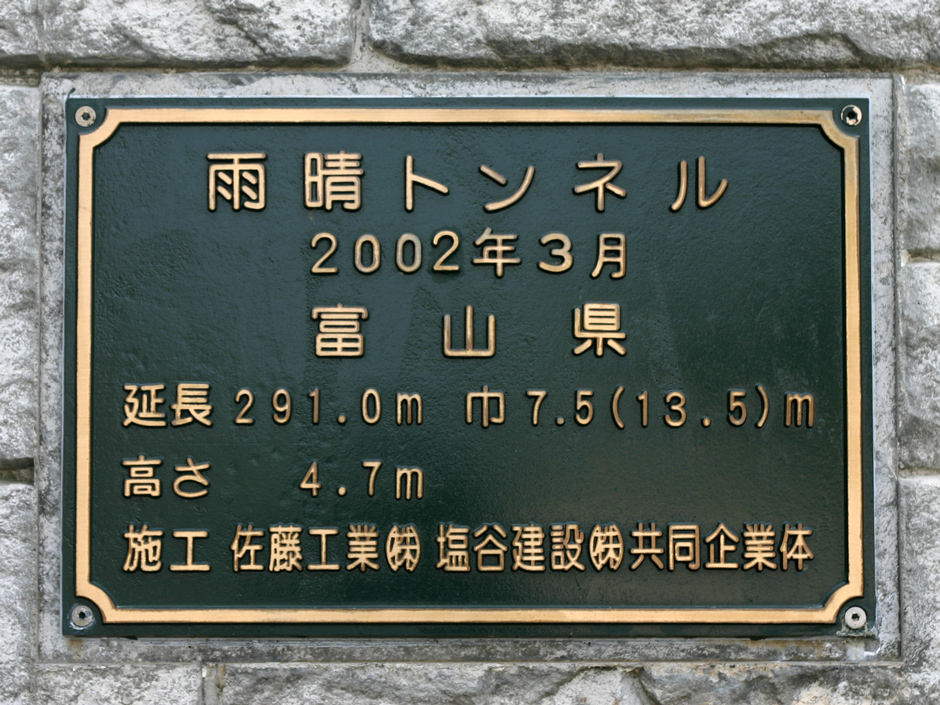 雨晴トンネル
2002年3月
富山県
延長 291.0m 巾 7.5(13.5)m
高さ 4.7m
施工 佐藤工業㈱ 塩谷建設㈱共同企業体